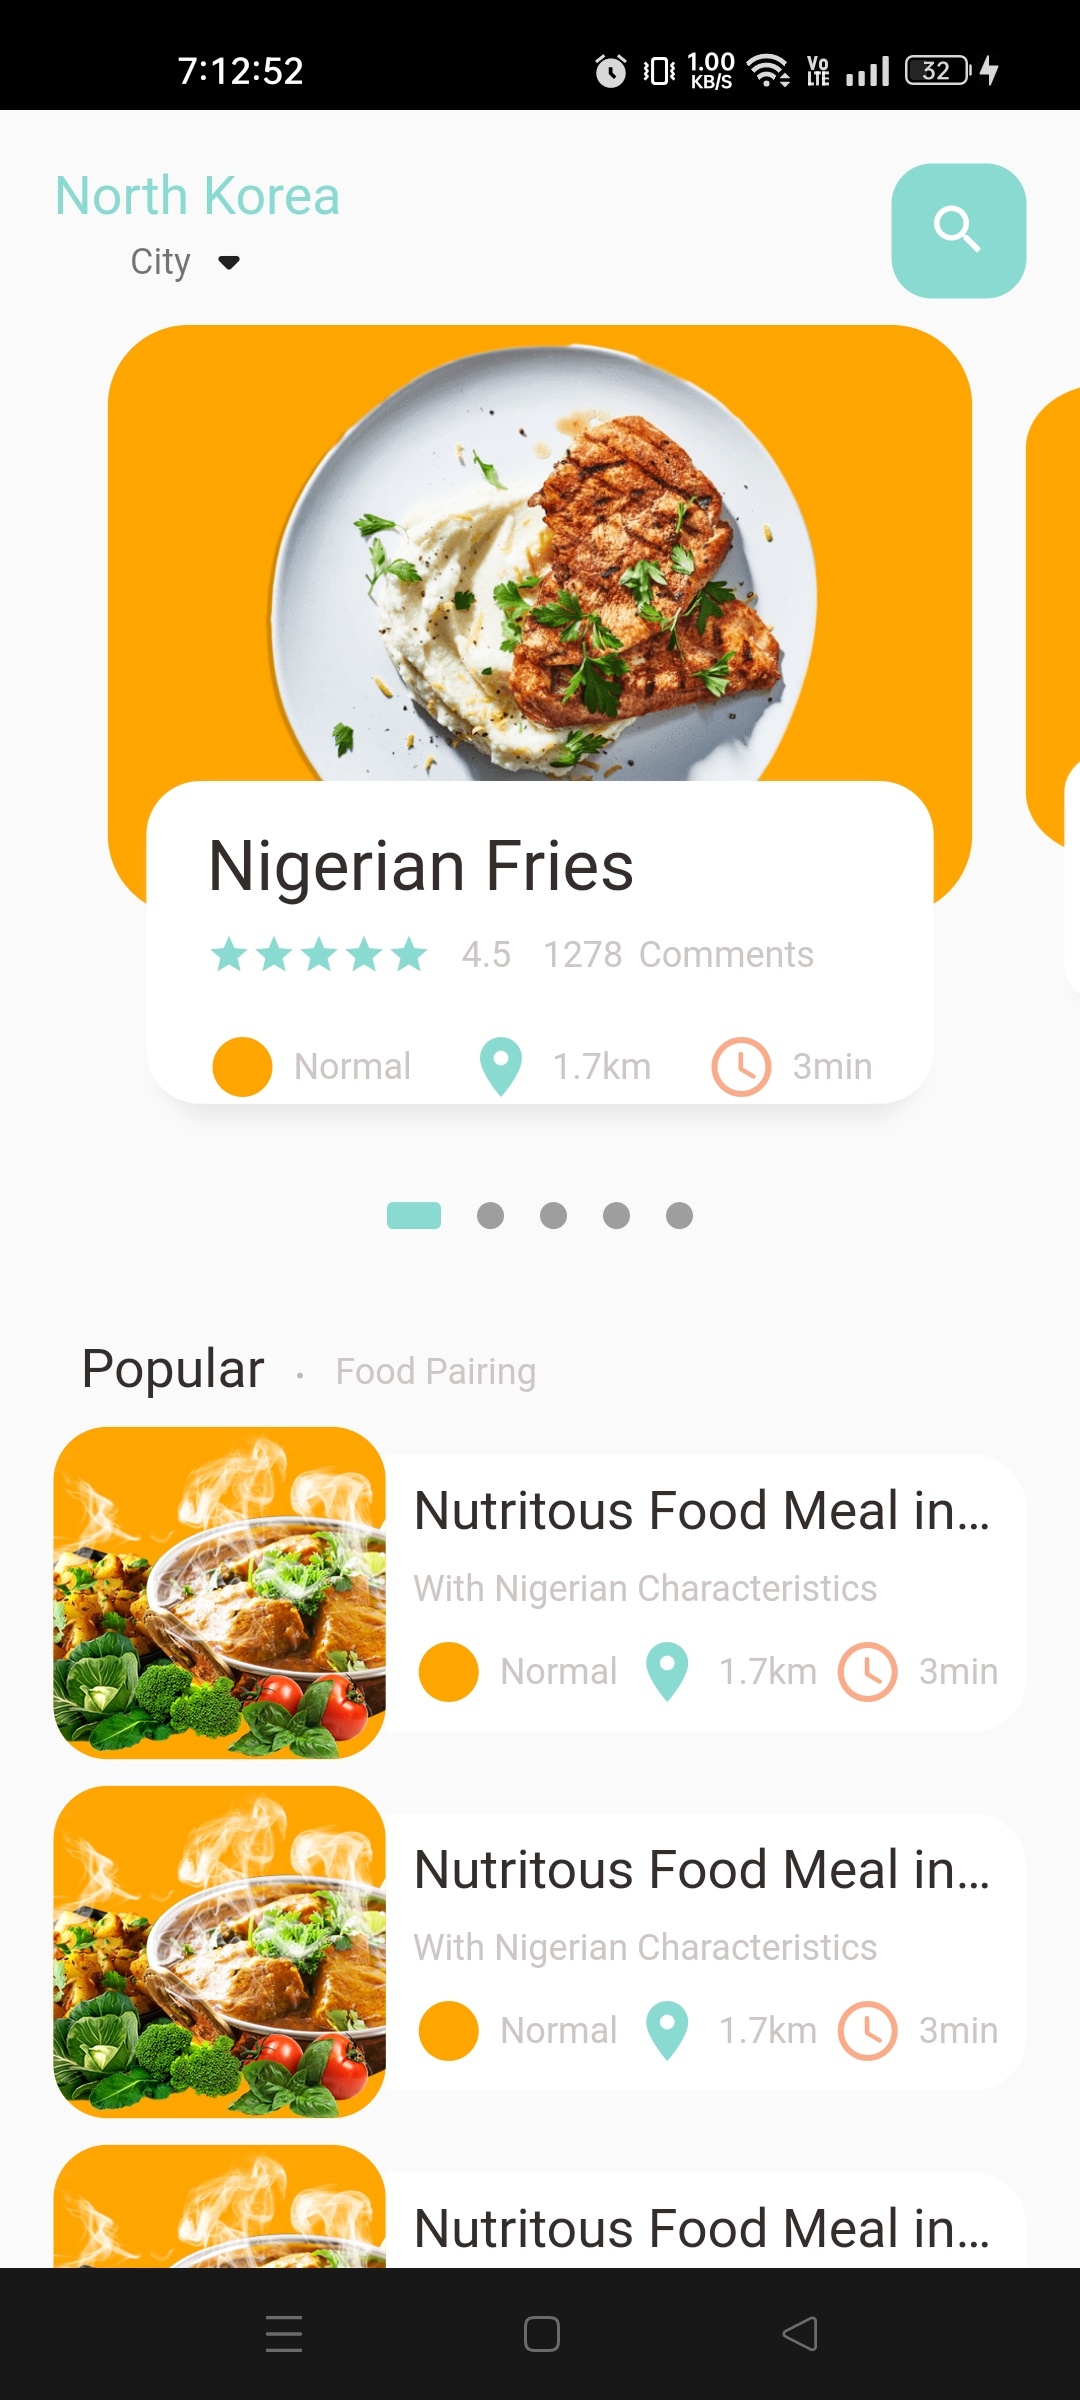 7:12:52
1.00
KB/S
Vo
LTE
32
North Korea
City
Nigerian Fries
4.5 1278 Comments
Normal 1.7km 3min
Popular . Food Pairing
Nutritous Food Meal in...
With Nigerian Characteristics
Normal 1.7km 3min
Nutritous Food Meal in...
With Nigerian Characteristics
Normal 1.7km 3min
Nutritous Food Meal in...